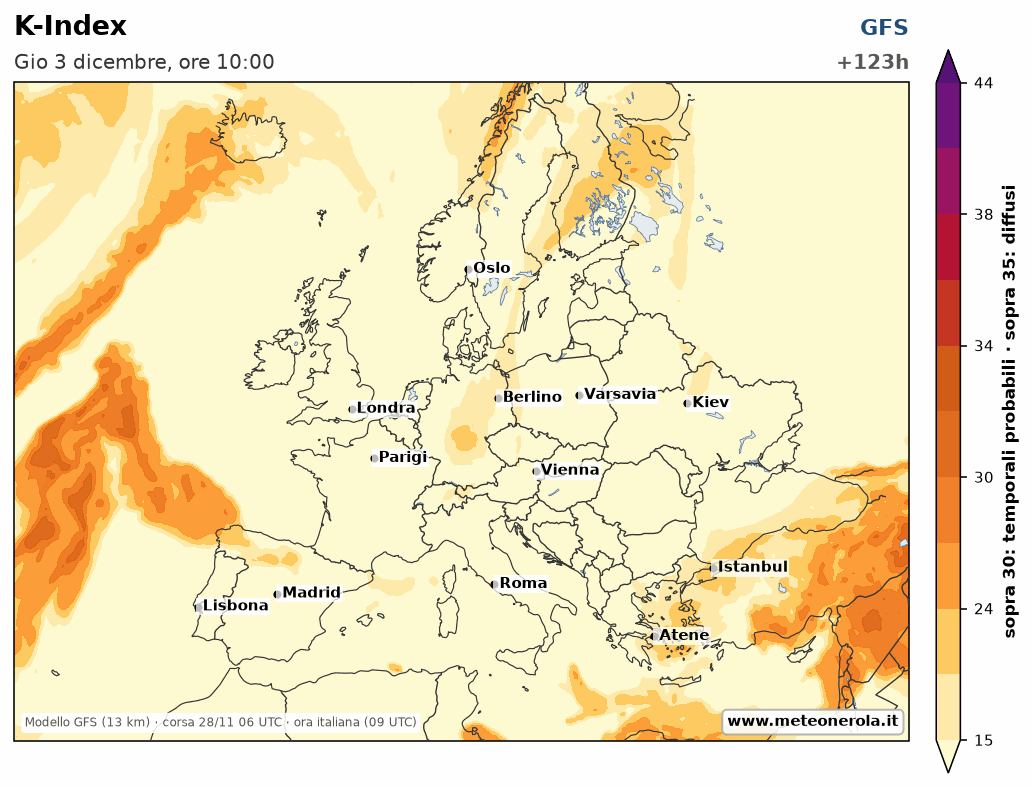 K-Index
GFS
Gio 3 dicembre, ore 10:00
+123h
44
38
34
30
24
15
sopra 30: temporali probabili · sopra 35: diffusi
Oslo
Berlino
Varsavia
Kiev
Londra
Parigi
Vienna
Istanbul
Roma
Madrid
Lisbona
Atene
Modello GFS (13 km) · corsa 28/11 06 UTC · ora italiana (09 UTC)
www.meteonerola.it